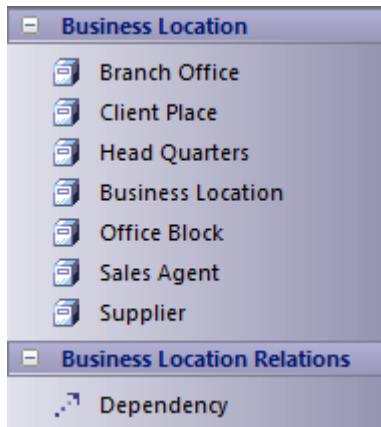 Business Location
Branch Office
Client Place
Head Quarters
Business Location
Office Block
Sales Agent
Supplier
Business Location Relations
Dependency